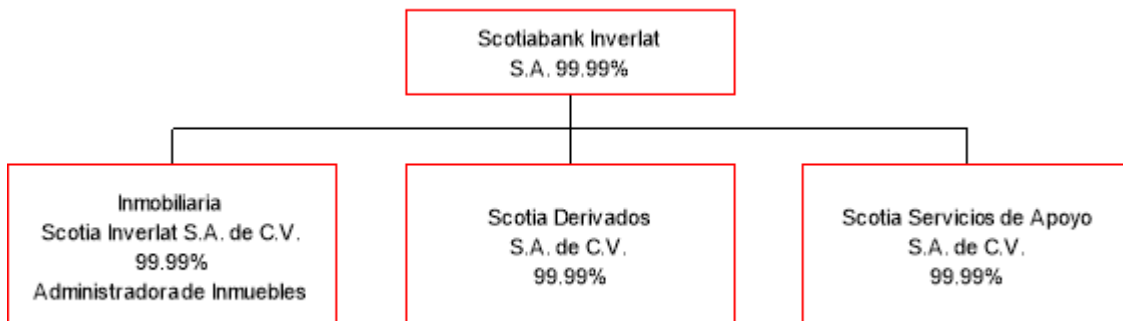 Scotiabank Inverlat
S.A. 99.99%
Inmobiliaria
Scotia Inverlat S.A. de C.V.
99.99%
Administradora de Inmuebles
Scotia Derivados
S.A. de C.V.
99.99%
Scotia Servicios de Apoyo
S.A. de C.V.
99.99%